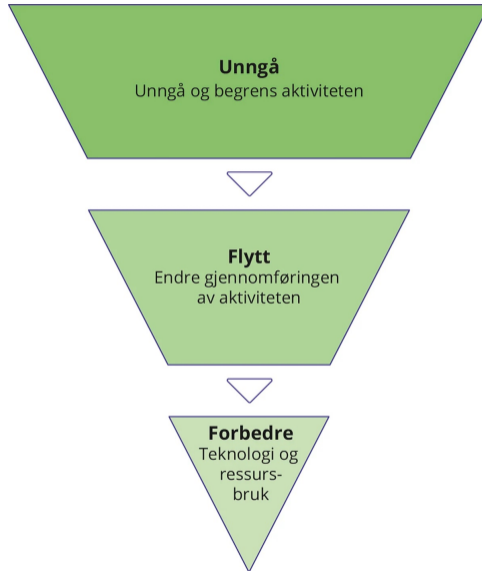 Unngå
Unngå og begrens aktiviteten
Flytt
Endre gjennomføringen
av aktiviteten
Forbedre
Teknologi og
ressurs-
bruk